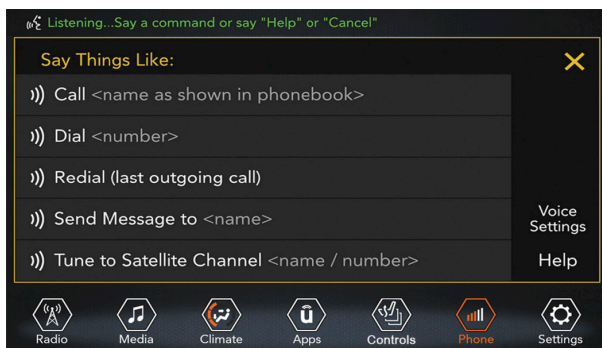 Listening...Say a command or say "Help" or "Cancel"
Say Things Like:
Call <name as shown in phonebook>
Dial <number>
Redial (last outgoing call)
Send Message to <name>
Tune to Satellite Channel <name / number>
Voice
Settings
Help
Radio
Media
Climate
ū
Apps
Controls
Phone
Settings